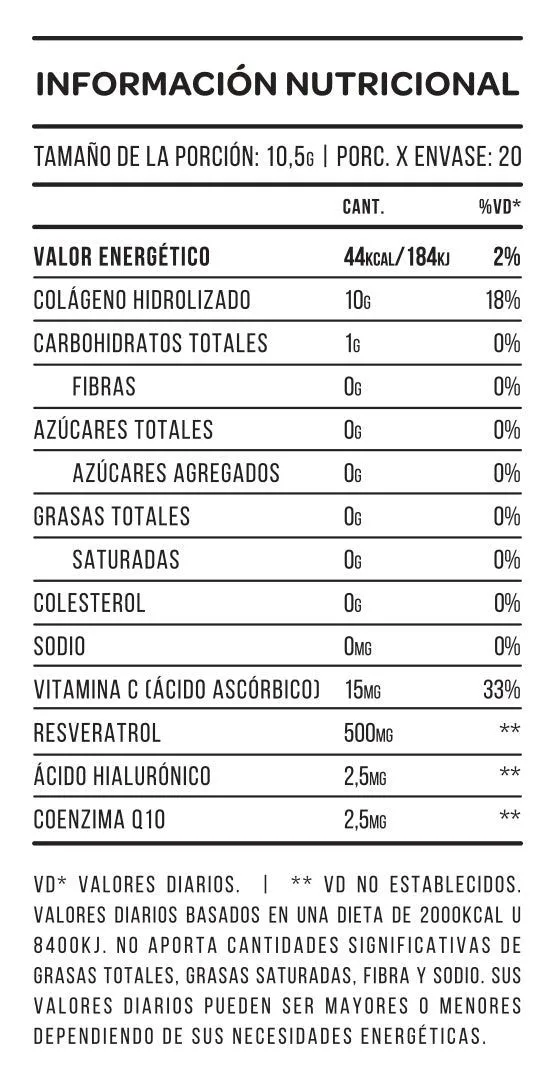 INFORMACIÓN NUTRICIONAL
TAMAÑO DE LA PORCIÓN: 10,5G | PORC. X ENVASE: 20
CANT. %VD*
VALOR ENERGÉTICO 44KCAL/184KJ 2%
COLÁGENO HIDROLIZADO 10G 18%
CARBOHIDRATOS TOTALES 1G 0%
FIBRAS 0G 0%
AZÚCARES TOTALES 0G 0%
AZÚCARES AGREGADOS 0G 0%
GRASAS TOTALES 0G 0%
SATURADAS 0G 0%
COLESTEROL 0G 0%
SODIO 0MG 0%
VITAMINA C (ÁCIDO ASCÓRBICO) 15MG 33%
RESVERATROL 500MG **
ÁCIDO HIALURÓNICO 2,5MG **
COENZIMA Q10 2,5MG **
VD* VALORES DIARIOS. | ** VD NO ESTABLECIDOS.
VALORES DIARIOS BASADOS EN UNA DIETA DE 2000KCAL U
8400KJ. NO APORTA CANTIDADES SIGNIFICATIVAS DE
GRASAS TOTALES, GRASAS SATURADAS, FIBRA Y SODIO. SUS
VALORES DIARIOS PUEDEN SER MAYORES O MENORES
DEPENDIENDO DE SUS NECESIDADES ENERGÉTICAS.